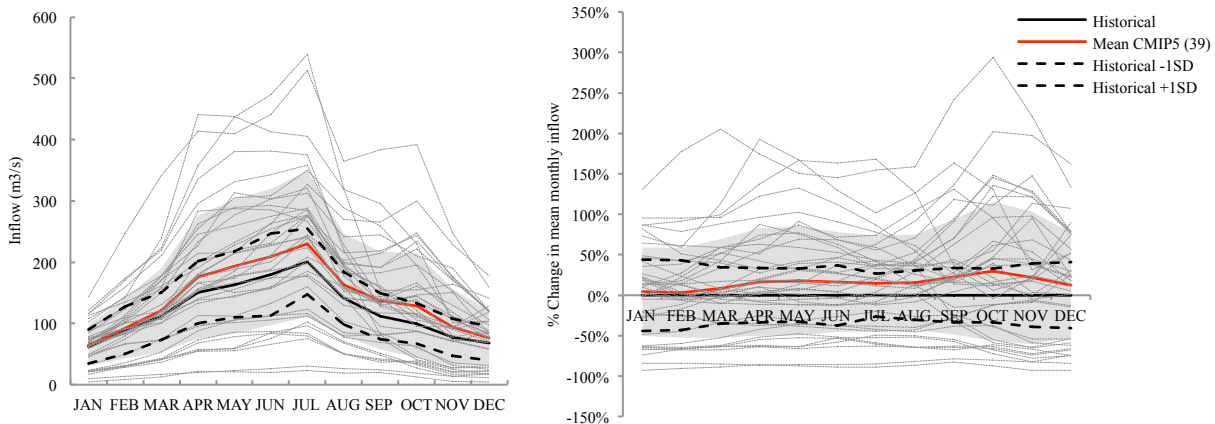 600
500
400
300
200
100
0
Inflow (m3/s)
JAN FEB MAR APR MAY JUN JUL AUG SEP OCT NOV DEC
350%
300%
250%
200%
150%
100%
50%
0%
-50%
-100%
-150%
% Change in mean monthly inflow
JAN FEB MAR APR MAY JUN JUL AUG SEP OCT NOV DEC
Historical
Mean CMIP5 (39)
Historical -1SD
Historical +1SD